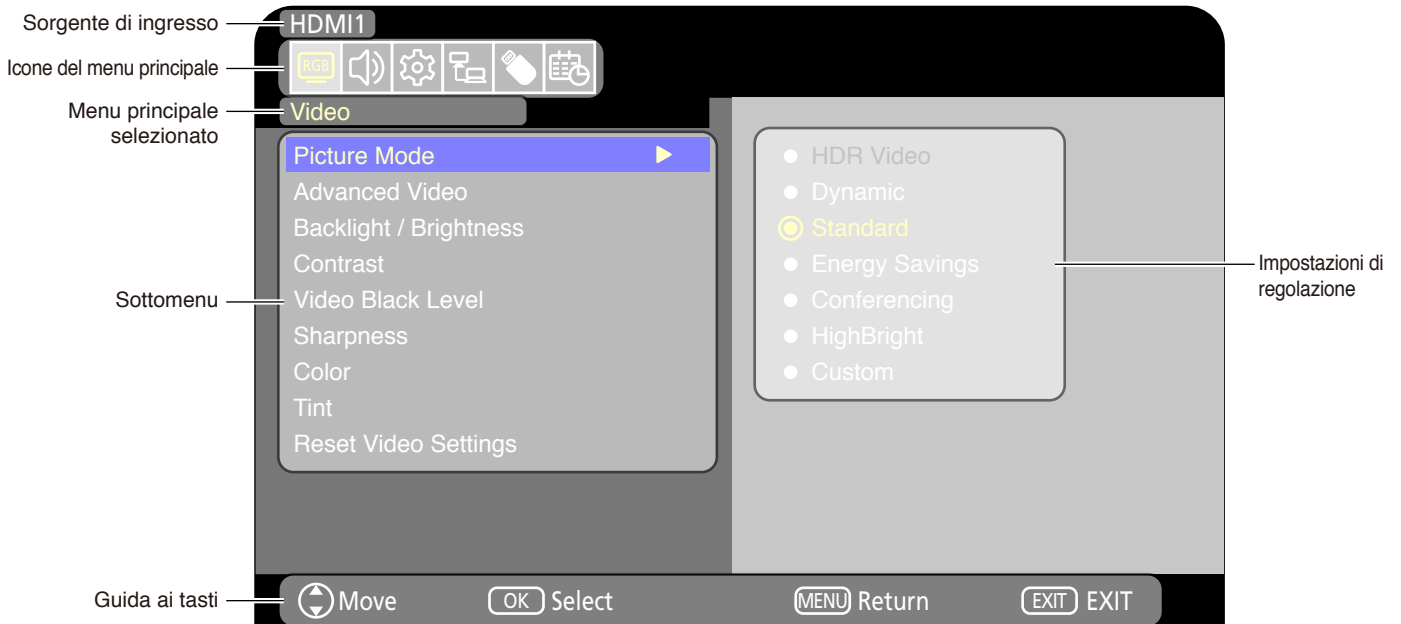 Sorgente di ingresso
HDMI1
Icone del menu principale
RGB
Menu principale
selezionato
Video
Picture Mode
Advanced Video
Backlight / Brightness
Contrast
Sottomenu
Video Black Level
Sharpness
Color
Tint
Reset Video Settings
HDR Video
Dynamic
Standard
Energy Savings
Conferencing
HighBright
Custom
Impostazioni di
regolazione
Guida ai tasti
Move
OK Select
MENU Return
EXIT EXIT